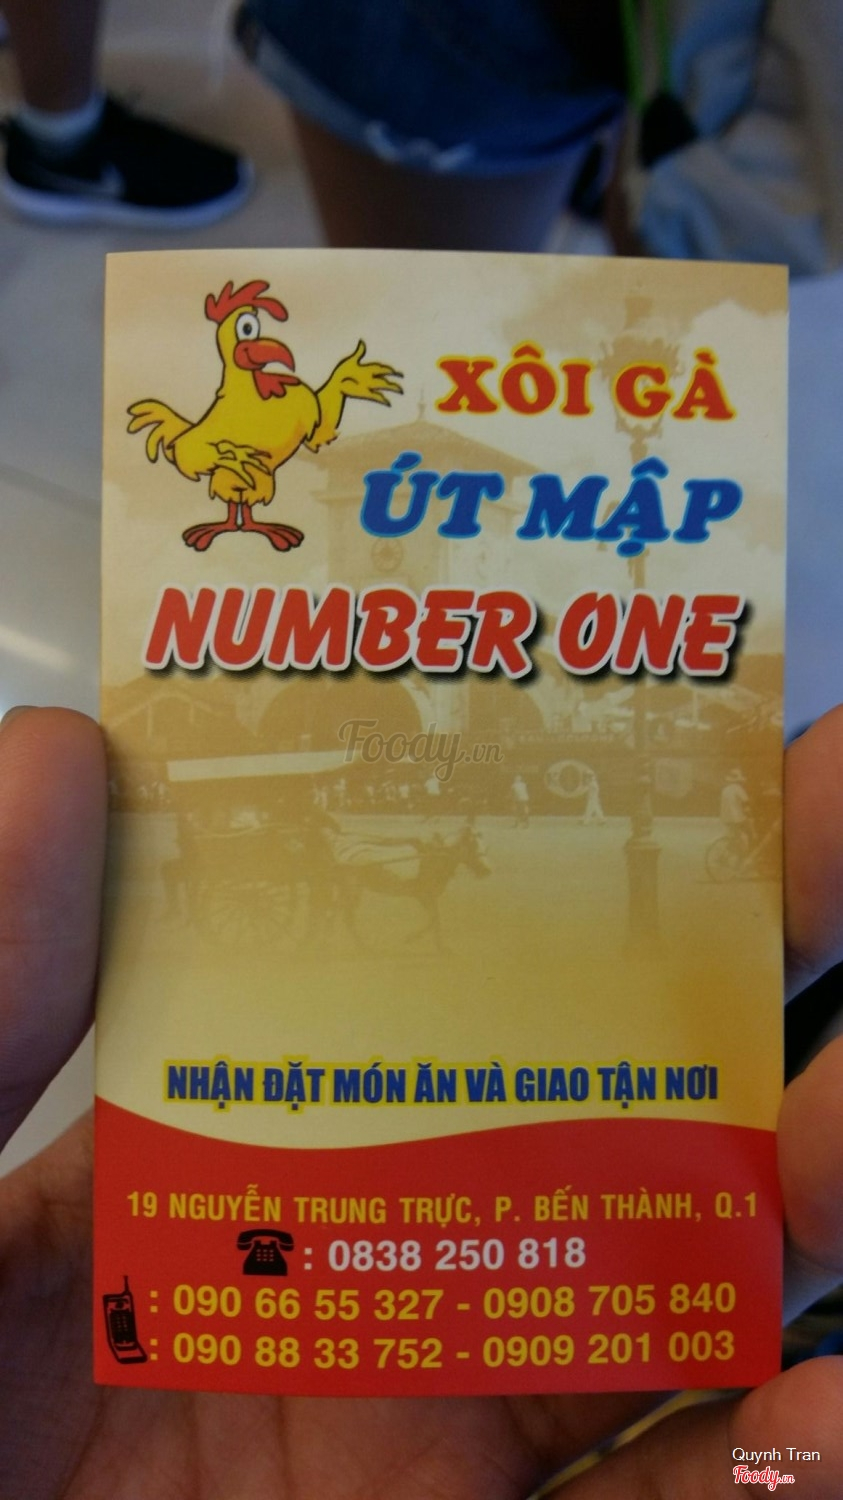 XÔI GÀ
ÚT MẬP
NUMBER ONE
Foody.vn
NHẬN ĐẶT MÓN ĂN VÀ GIAO TẬN NƠI
19 NGUYỄN TRUNG TRỰC, P. BẾN THÀNH, Q.1
: 0838 250 818
: 090 66 55 327 - 0908 705 840
: 090 88 33 752 - 0909 201 003
Quynh Tran
Foody.vn